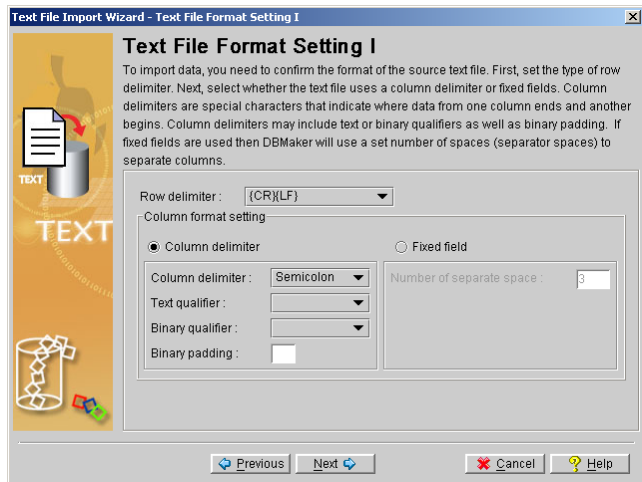 Text File Import Wizard - Text File Format Setting I
Text File Format Setting I
To import data, you need to confirm the format of the source text file. First, set the type of row
delimiter. Next, select whether the text file uses a column delimiter or fixed fields. Column
delimiters are special characters that indicate where data from one column ends and another
begins. Column delimiters may include text or binary qualifiers as well as binary padding. If
fixed fields are used then DBMaker will use a set number of spaces (separator spaces) to
separate columns.
TEXT
TEXT
Row delimiter : {CR}{LF}
Column format setting
Column delimiter Fixed field
Column delimiter : Semicolon Number of separate space : 3
Text qualifier :
Binary qualifier :
Binary padding :
Previous Next Cancel Help